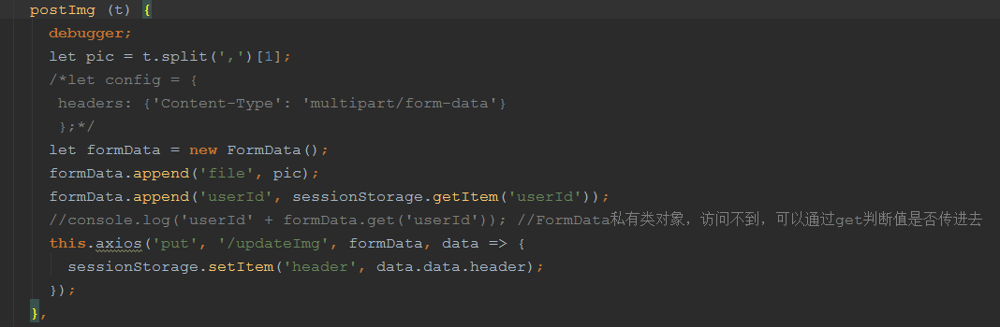 postImg (t) {
debugger;
let pic = t.split(',')[1];
/*let config = {
headers: {'Content-Type': 'multipart/form-data'}
};*/
let formData = new FormData();
formData.append('file', pic);
formData.append('userId', sessionStorage.getItem('userId'));
//console.log('userId' + formData.get('userId')); //FormData私有类对象，访问不到，可以通过get判断值是否传进去
this.axios('put', '/updateImg', formData, data => {
sessionStorage.setItem('header', data.data.header);
});
},